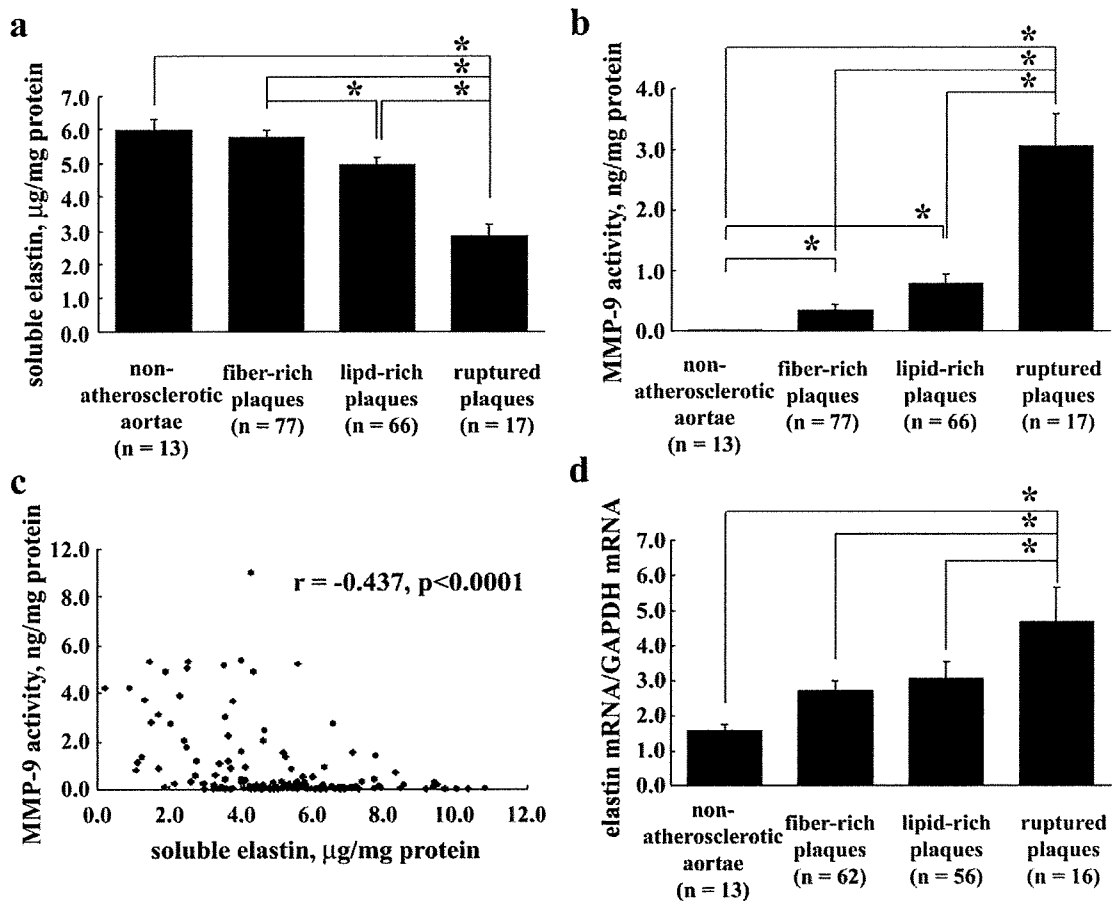 a
*
*
* *
soluble elastin, μg/mg protein
7.0
6.0
5.0
4.0
3.0
2.0
1.0
0.0
non-
atherosclerotic
aortae
(n = 13)
fiber-rich
plaques
(n = 77)
lipd-rich
plaques
(n = 66)
ruptured
plaques
(n = 17)
b
*
*
*
*
*
MMP-9 activity, ng/mg protein
4.0
3.0
2.0
1.0
0.0
non-
atherosclerotic
aortae
(n = 13)
fiber-rich
plaques
(n = 77)
lipid-rich
plaques
(n = 66)
ruptured
plaques
(n = 17)
c
MMP-9 activity, ng/mg protein
12.0
10.0
8.0
6.0
4.0
2.0
0.0
r = -0.437, p<0.0001
0.0 2.0 4.0 6.0 8.0 10.0 12.0
soluble elastin, μg/mg protein
d
*
*
*
elastin mRNA/GAPDH mRNA
7.0
6.0
5.0
4.0
3.0
2.0
1.0
0.0
non-
atherosclerotic
aortae
(n = 13)
fiber-rich
plaques
(n = 62)
lipid-rich
plaques
(n = 56)
ruptured
plaques
(n = 16)